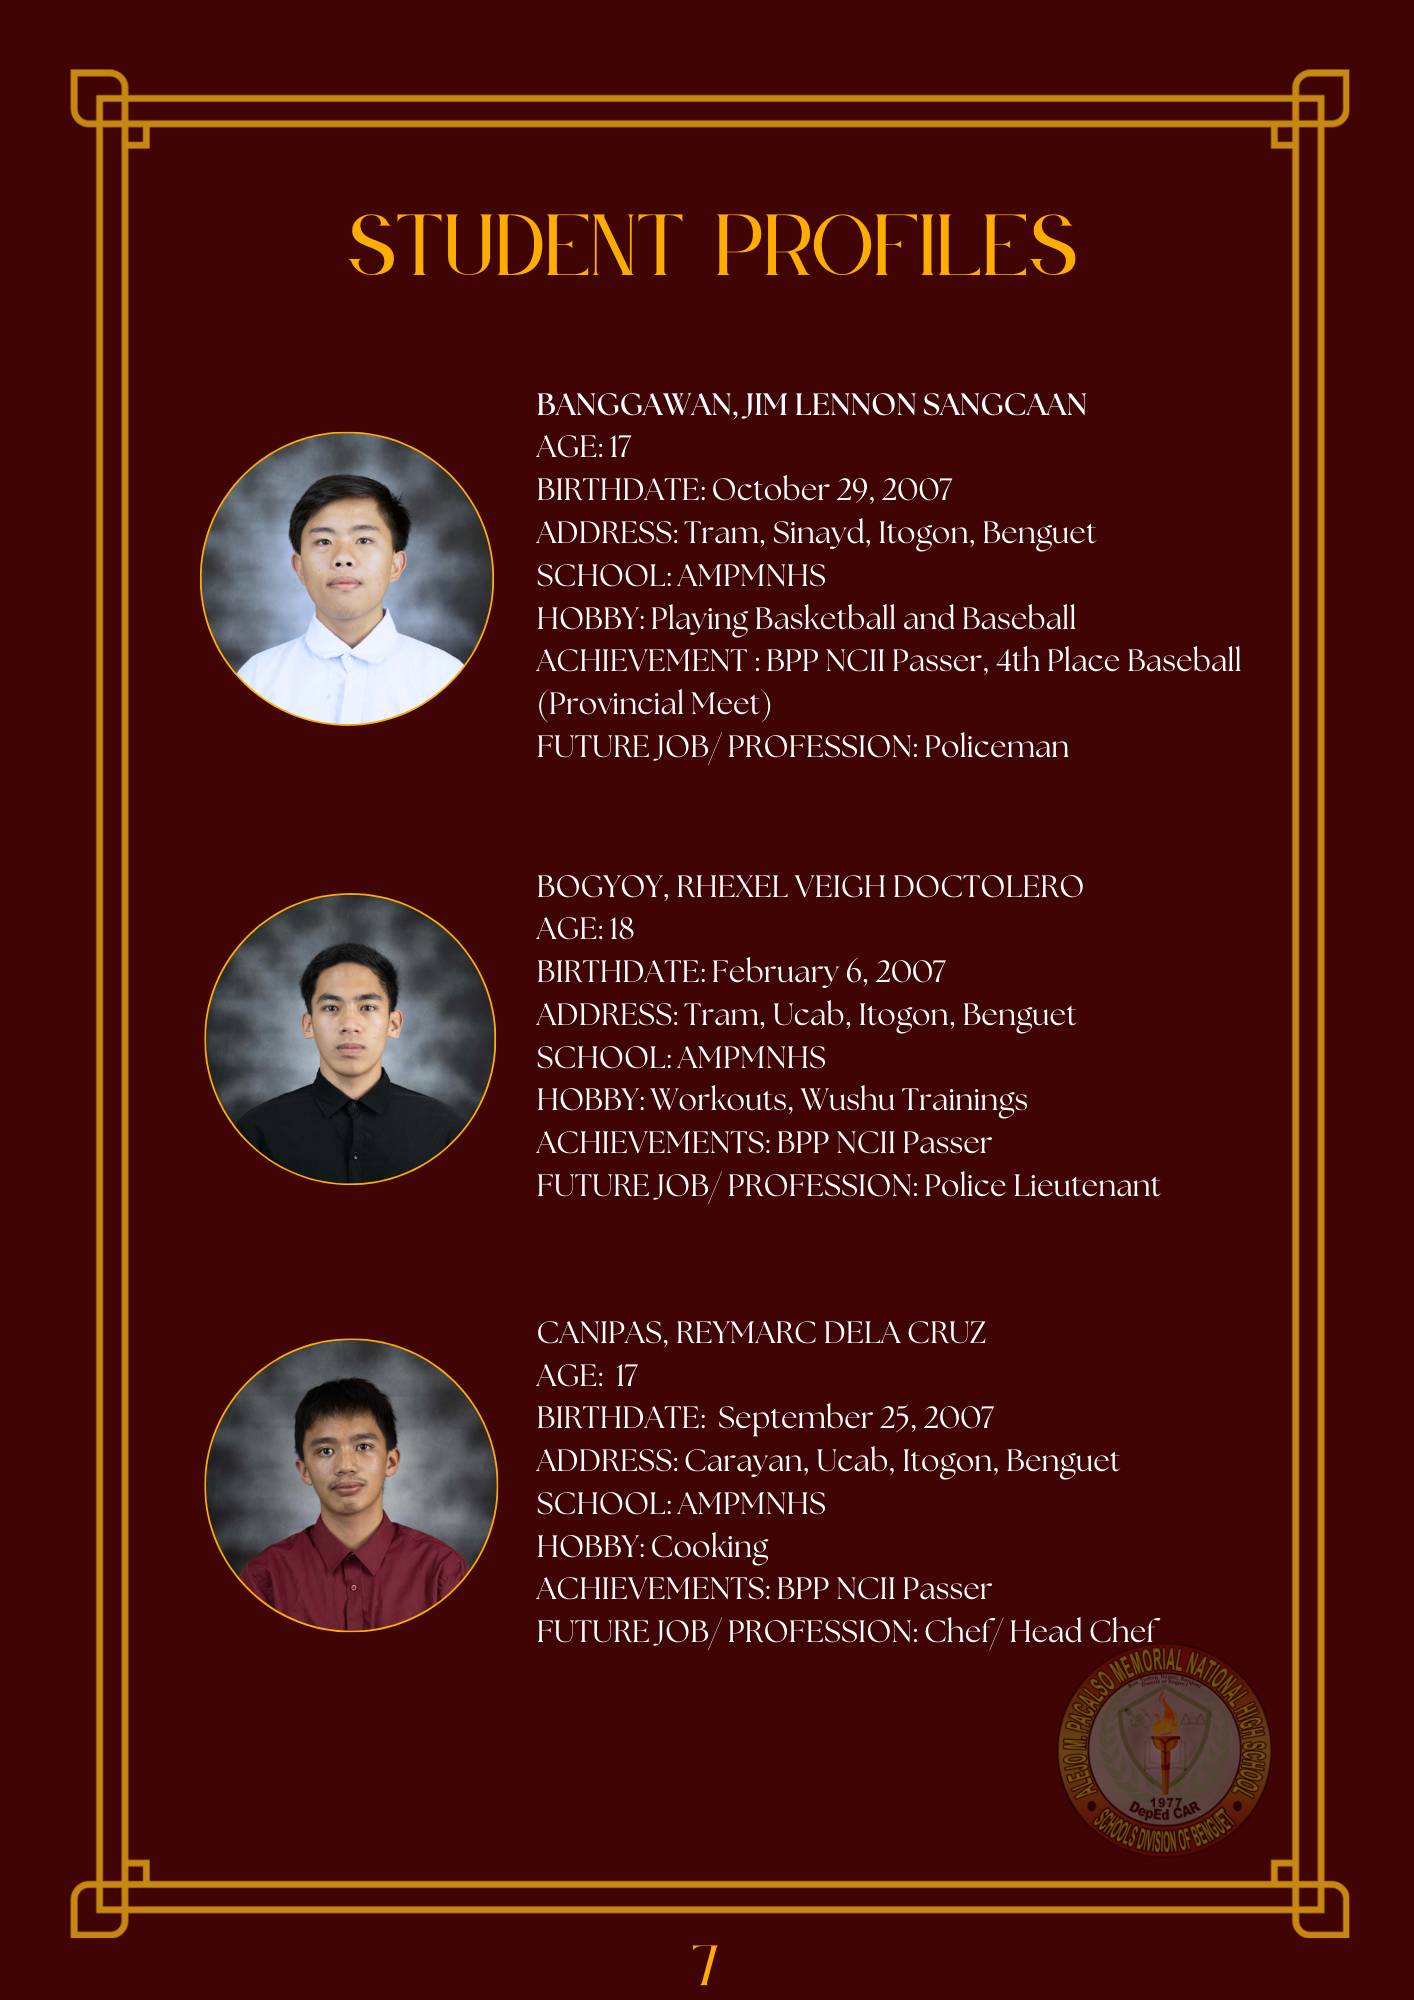 STUDENT PROFILES
BANGGAWAN, JIM LENNON SANGCAAN
AGE: 17
BIRTHDATE: October 29, 2007
ADDRESS: Tram, Sinayd, Itogon, Benguet
SCHOOL: AMPMNHS
HOBBY: Playing Basketball and Baseball
ACHIEVEMENT : BPP NCII Passer, 4th Place Baseball
(Provincial Meet)
FUTURE JOB/ PROFESSION: Policeman
BOGYOY, RHEXEL VEIGH DOCTOLERO
AGE: 18
BIRTHDATE: February 6, 2007
ADDRESS: Tram, Ucab, Itogon, Benguet
SCHOOL: AMPMNHS
HOBBY: Workouts, Wushu Trainings
ACHIEVEMENTS: BPP NCII Passer
FUTURE JOB/ PROFESSION: Police Lieutenant
CANIPAS, REYMARC DELA CRUZ
AGE:  17
BIRTHDATE:  September 25, 2007
ADDRESS: Carayan, Ucab, Itogon, Benguet
SCHOOL: AMPMNHS
HOBBY: Cooking
ACHIEVEMENTS: BPP NCII Passer
FUTURE JOB/ PROFESSION: Chef/ Head Chef
ALEJO M. PACALSO MEMORIAL NATIONAL HIGH SCHOOL
1977
DepEd CAR
SCHOOLS DIVISION OF BENGUET
7